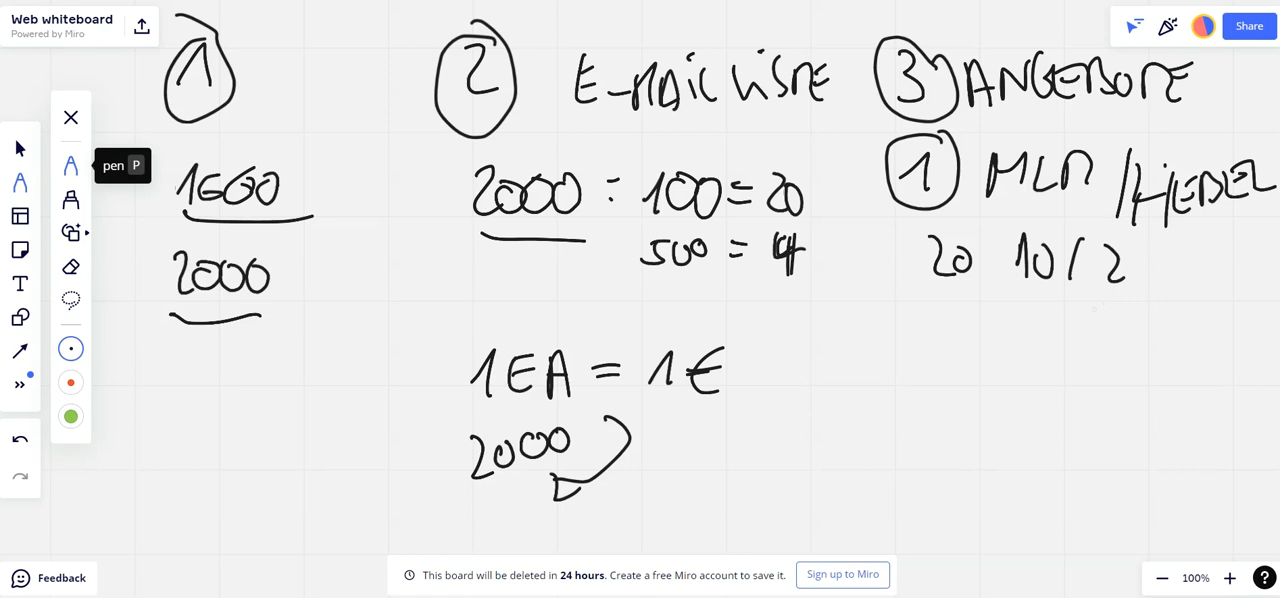 Web whiteboard
Powered by Miro
Share
pen P
T
1
1600
2000
2 E-MAIL LISTE
2000 : 100 = 20
500 = 4
1 EA = 1 €
2000
3 ANGEBOTE
1 MLM / HEBEL
20 10 / 2
Feedback
This board will be deleted in 24 hours. Create a free Miro account to save it.
Sign up to Miro
100%
?